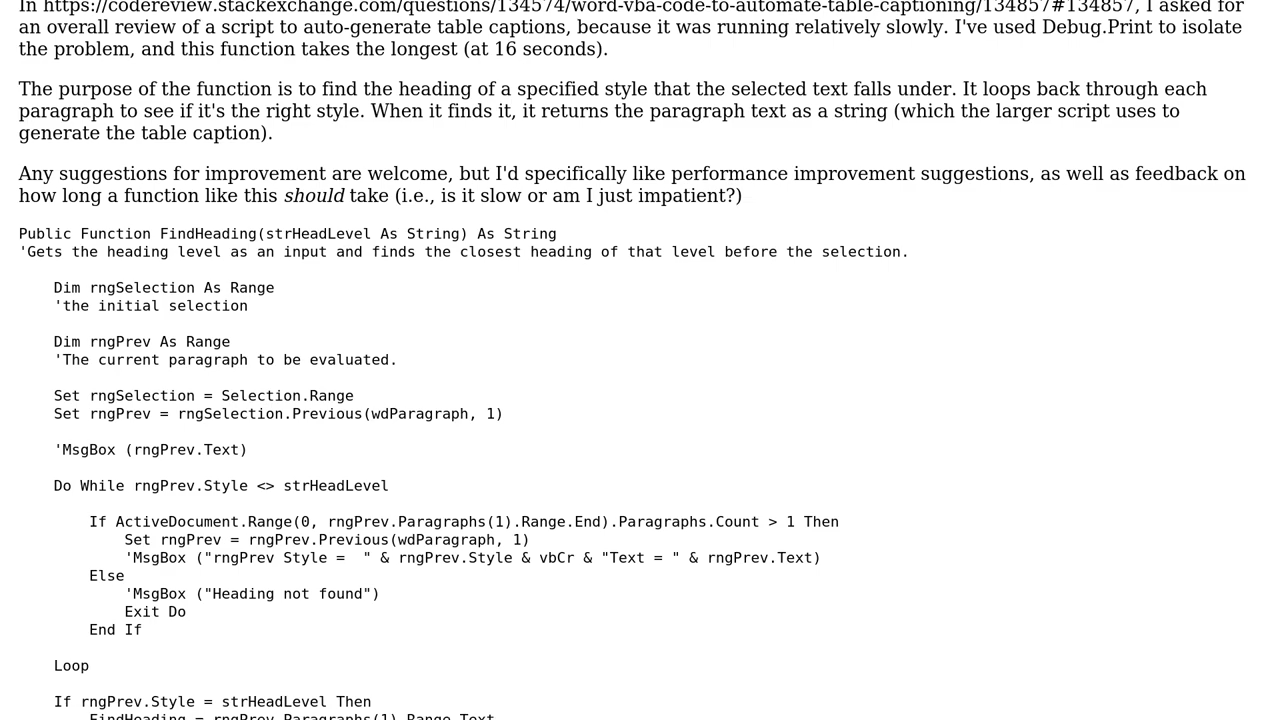 In https://codereview.stackexchange.com/questions/134574/word-vba-code-to-automate-table-captioning/134857#134857, I asked for
an overall review of a script to auto-generate table captions, because it was running relatively slowly. I've used Debug.Print to isolate
the problem, and this function takes the longest (at 16 seconds).
The purpose of the function is to find the heading of a specified style that the selected text falls under. It loops back through each
paragraph to see if it's the right style. When it finds it, it returns the paragraph text as a string (which the larger script uses to
generate the table caption).
Any suggestions for improvement are welcome, but I'd specifically like performance improvement suggestions, as well as feedback on
how long a function like this should take (i.e., is it slow or am I just impatient?)
Public Function FindHeading(strHeadLevel As String) As String
'Gets the heading level as an input and finds the closest heading of that level before the selection.
    Dim rngSelection As Range
    'the initial selection
    Dim rngPrev As Range
    'The current paragraph to be evaluated.
    Set rngSelection = Selection.Range
    Set rngPrev = rngSelection.Previous(wdParagraph, 1)
    'MsgBox (rngPrev.Text)
    Do While rngPrev.Style <> strHeadLevel
        If ActiveDocument.Range(0, rngPrev.Paragraphs(1).Range.End).Paragraphs.Count > 1 Then
            Set rngPrev = rngPrev.Previous(wdParagraph, 1)
            'MsgBox ("rngPrev Style =  " & rngPrev.Style & vbCr & "Text = " & rngPrev.Text)
        Else
            'MsgBox ("Heading not found")
            Exit Do
        End If
    Loop
    If rngPrev.Style = strHeadLevel Then
        FindHeading = rngPrev.Paragraphs(1).Range.Text